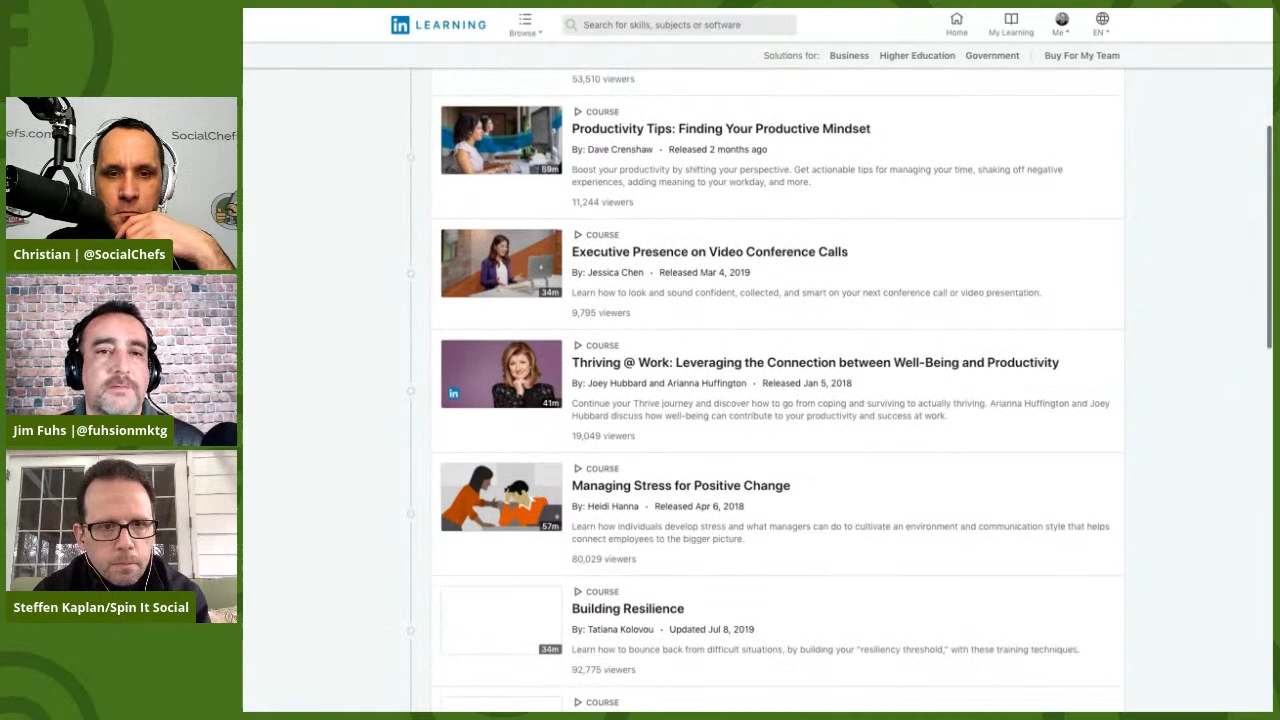 in LEARNING
Browse
Search for skills, subjects or software
Home
My Learning
Me
EN
Solutions for: Business Higher Education Government Buy For My Team
53,510 viewers
COURSE
Productivity Tips: Finding Your Productive Mindset
By: Dave Crenshaw · Released 2 months ago
Boost your productivity by shifting your perspective. Get actionable tips for managing your time, shaking off negative
experiences, adding meaning to your workday, and more.
59m
11,244 viewers
COURSE
Executive Presence on Video Conference Calls
By: Jessica Chen · Released Mar 4, 2019
Learn how to look and sound confident, collected, and smart on your next conference call or video presentation.
34m
9,795 viewers
COURSE
Thriving @ Work: Leveraging the Connection between Well-Being and Productivity
By: Joey Hubbard and Arianna Huffington · Released Jan 5, 2018
Continue your Thrive journey and discover how to go from coping and surviving to actually thriving. Arianna Huffington and Joey
Hubbard discuss how well-being can contribute to your productivity and success at work.
in
41m
19,049 viewers
COURSE
Managing Stress for Positive Change
By: Heidi Hanna · Released Apr 6, 2018
Learn how individuals develop stress and what managers can do to cultivate an environment and communication style that helps
connect employees to the bigger picture.
57m
80,029 viewers
COURSE
Building Resilience
By: Tatiana Kolovou · Updated Jul 8, 2019
Learn how to bounce back from difficult situations, by building your "resiliency threshold," with these training techniques.
34m
92,775 viewers
COURSE
efs.com
SocialChef
Christian | @SocialChefs
Jim Fuhs |@fuhsionmktg
Steffen Kaplan/Spin It Social